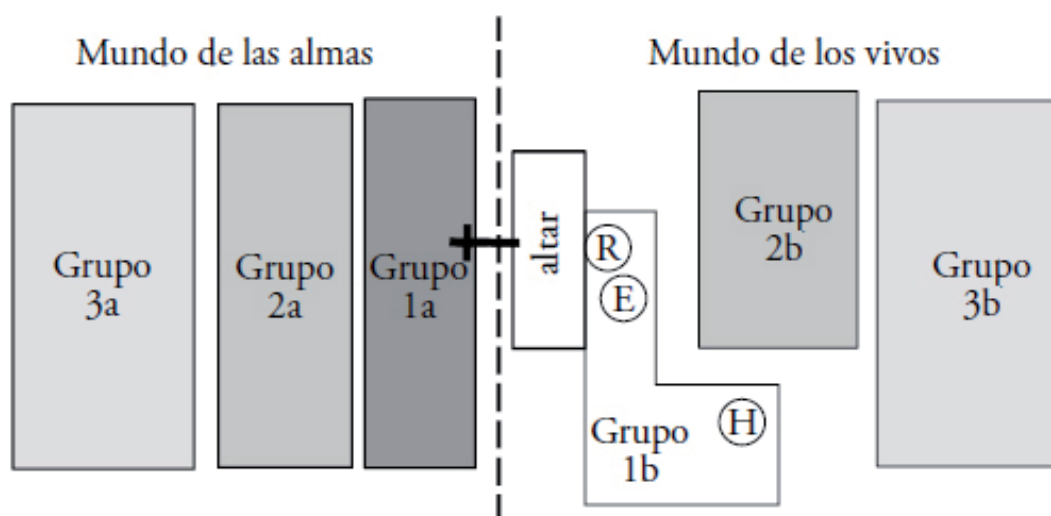 Mundo de las almas
Mundo de los vivos
Grupo
3a
Grupo
2a
Grupo
1a
altar
R
E
H
Grupo
1b
Grupo
2b
Grupo
3b